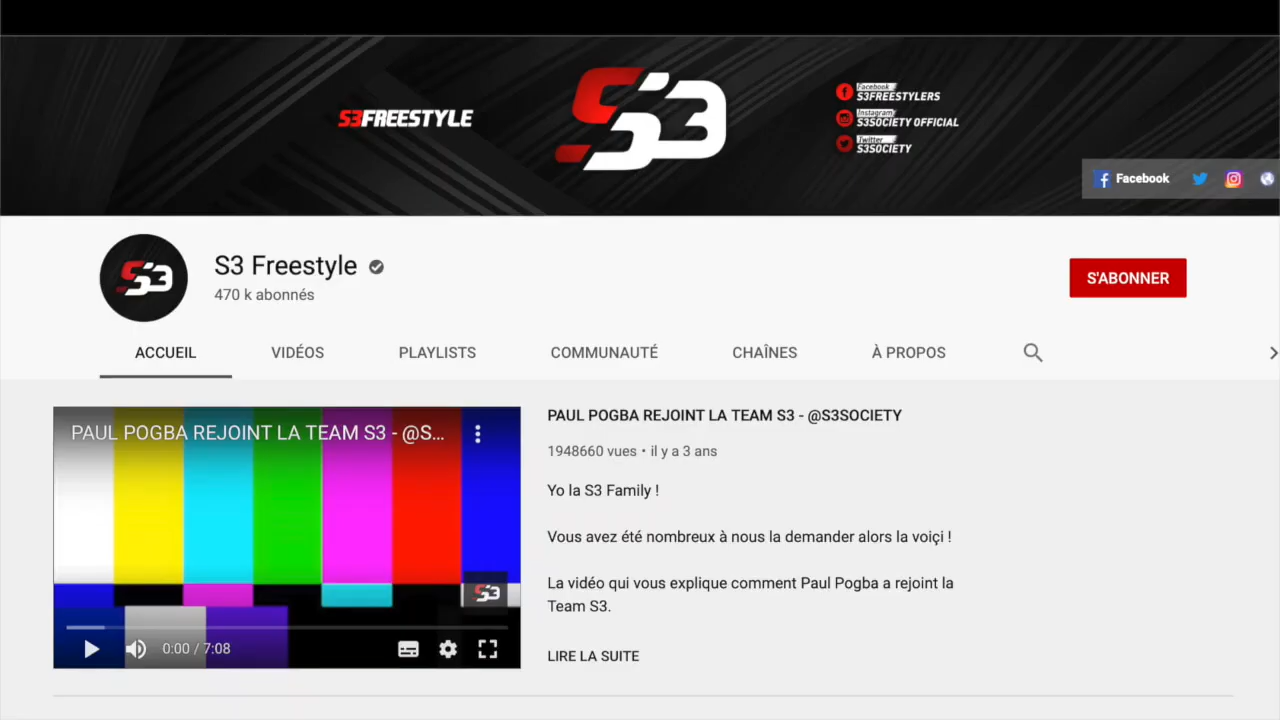 S3FREESTYLE
S3
Facebook
S3FREESTYLERS
Instagram
S3SOCIETY OFFICIAL
Twitter
S3SOCIETY
Facebook
S3
S3 Freestyle
470 k abonnés
S'ABONNER
ACCUEIL VIDÉOS PLAYLISTS COMMUNAUTÉ CHAÎNES À PROPOS
PAUL POGBA REJOINT LA TEAM S3 - @S...
S3
0:00 / 7:08
PAUL POGBA REJOINT LA TEAM S3 - @S3SOCIETY
1948660 vues • il y a 3 ans
Yo la S3 Family !
Vous avez été nombreux à nous la demander alors la voiçi !
La vidéo qui vous explique comment Paul Pogba a rejoint la
Team S3.
LIRE LA SUITE